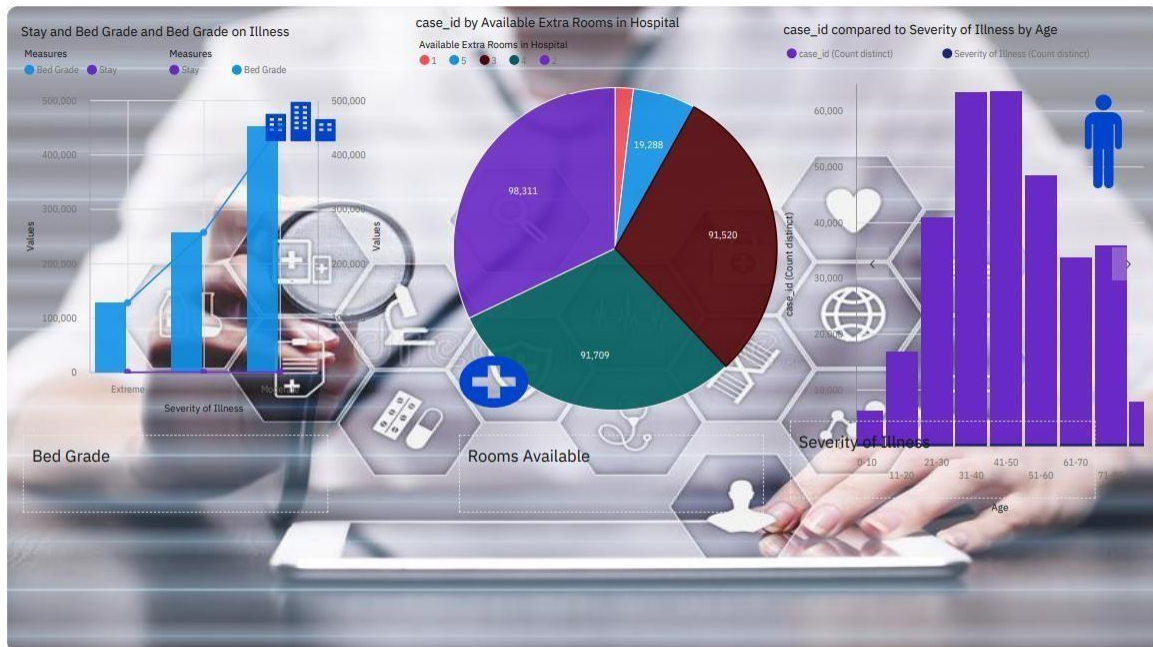 Stay and Bed Grade and Bed Grade on Illness
Measures
Bed Grade
Stay
Measures
Stay
Bed Grade
500,000
400,000
300,000
200,000
100,000
0
Values
500,000
400,000
300,000
200,000
Values
Extreme
Severity of Illness
Bed Grade
case_id by Available Extra Rooms in Hospital
Available Extra Rooms in Hospital
1
5
3
4
2
19,288
98,311
91,520
91,709
Rooms Available
case_id compared to Severity of Illness by Age
case_id (Count distinct)
Severity of Illness (Count distinct)
60,000
50,000
40,000
30,000
20,000
10,000
case_id (Count distinct)
Severity of Illness
0-10
21-30
41-50
61-70
11-20
31-40
51-60
Age